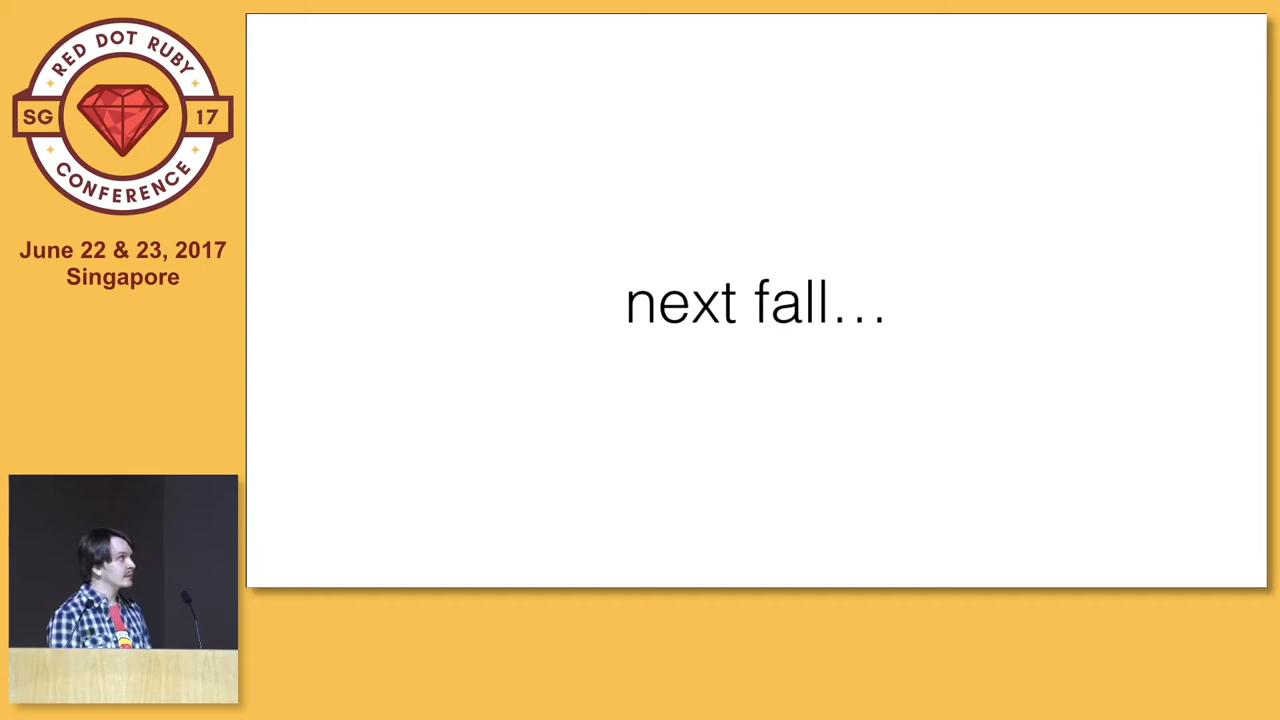 RED DOT RUBY
SG 17
CONFERENCE
June 22 & 23, 2017
Singapore
next fall…